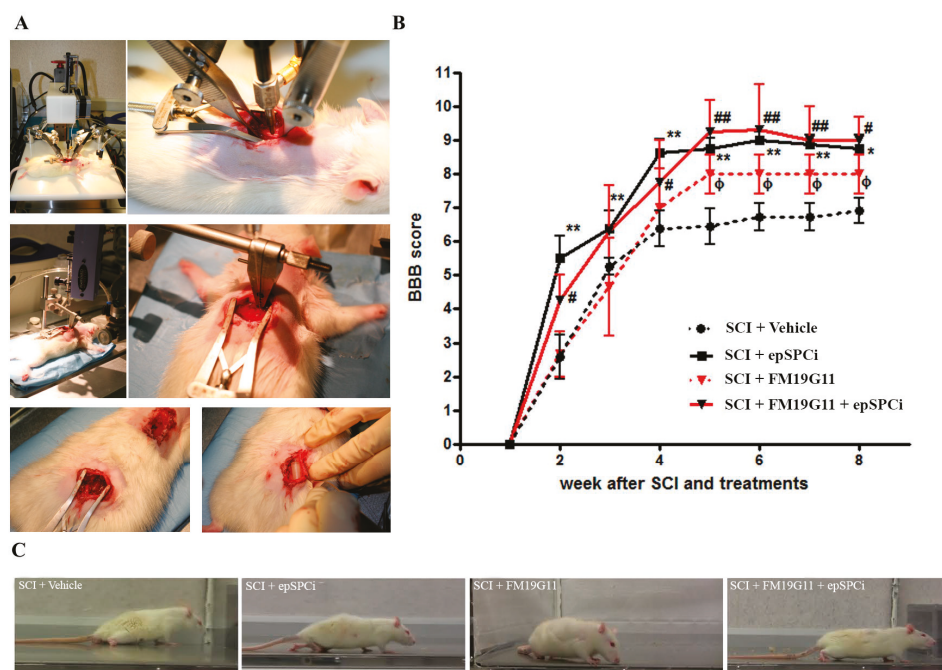 A
B
BBB score
11
10
9
8
7
6
5
4
3
2
1
0
** ** ** ** ** ** *
## ## ## #
# #
ϕ ϕ ϕ ϕ
SCI + Vehicle
SCI + epSPCi
SCI + FM19G11
SCI + FM19G11 + epSPCi
0 2 4 6 8
week after SCI and treatments
C
SCI + Vehicle
SCI + epSPCi
SCI + FM19G11
SCI + FM19G11 + epSPCi